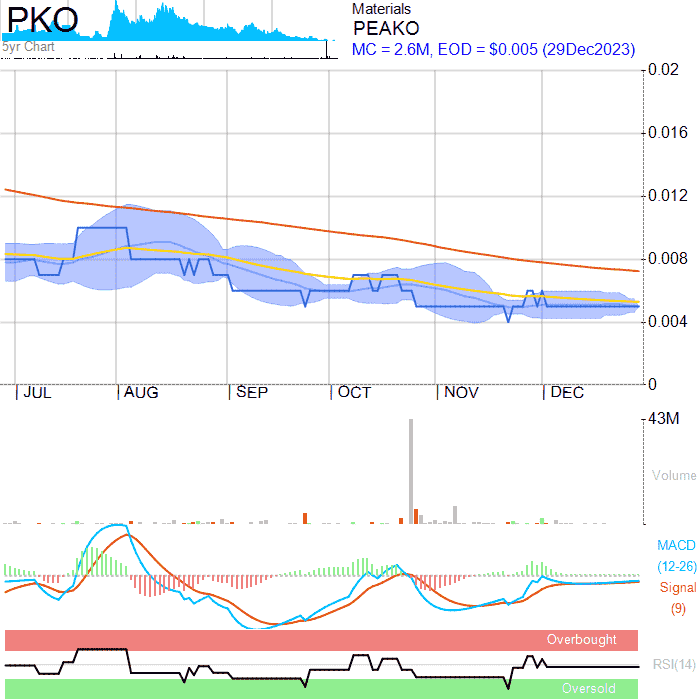 PKO
5yr Chart
Materials
PEAKO
MC = 2.6M, EOD = $0.005 (29Dec2023)
0.02
0.016
0.012
0.008
0.004
0
JUL AUG SEP OCT NOV DEC
43M
Volume
MACD
(12-26)
Signal
(9)
Overbought
RSI(14)
Oversold